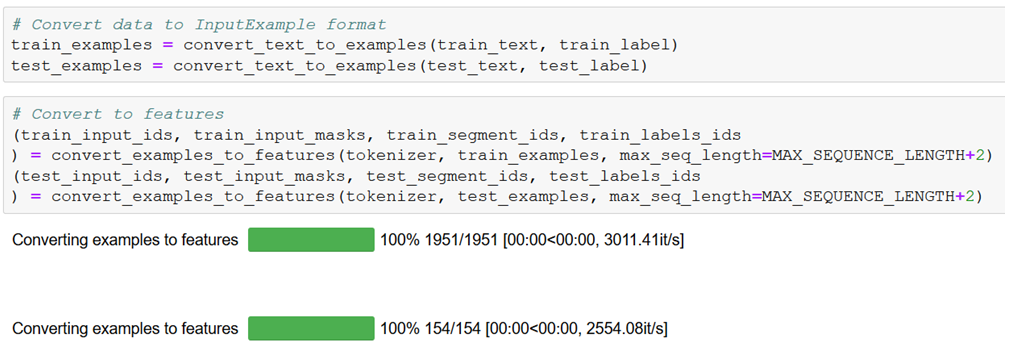 # Convert data to InputExample format
train_examples = convert_text_to_examples(train_text, train_label)
test_examples = convert_text_to_examples(test_text, test_label)
# Convert to features
(train_input_ids, train_input_masks, train_segment_ids, train_labels_ids
) = convert_examples_to_features(tokenizer, train_examples, max_seq_length=MAX_SEQUENCE_LENGTH+2)
(test_input_ids, test_input_masks, test_segment_ids, test_labels_ids
) = convert_examples_to_features(tokenizer, test_examples, max_seq_length=MAX_SEQUENCE_LENGTH+2)
Converting examples to features 100% 1951/1951 [00:00<00:00, 3011.41it/s]
Converting examples to features 100% 154/154 [00:00<00:00, 2554.08it/s]